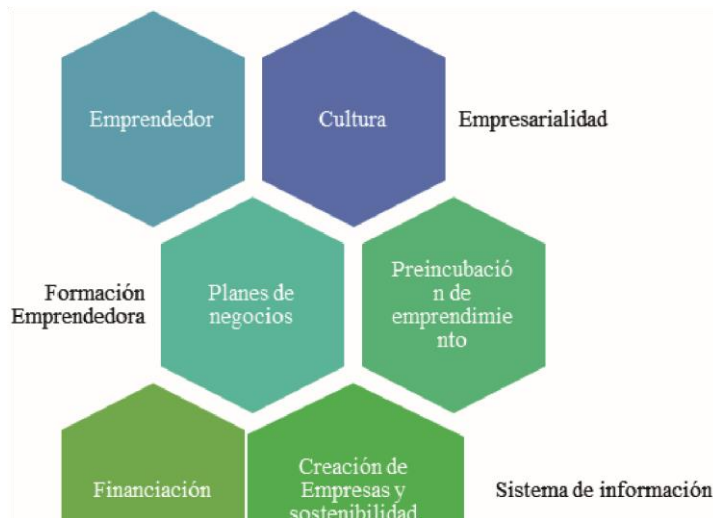 Emprendedor
Cultura
Empresarialidad
Formación
Emprendedora
Planes de
negocios
Preincubació
n de
emprendimie
nto
Financiación
Creación de
Empresas y
sostenibilidad
Sistema de información